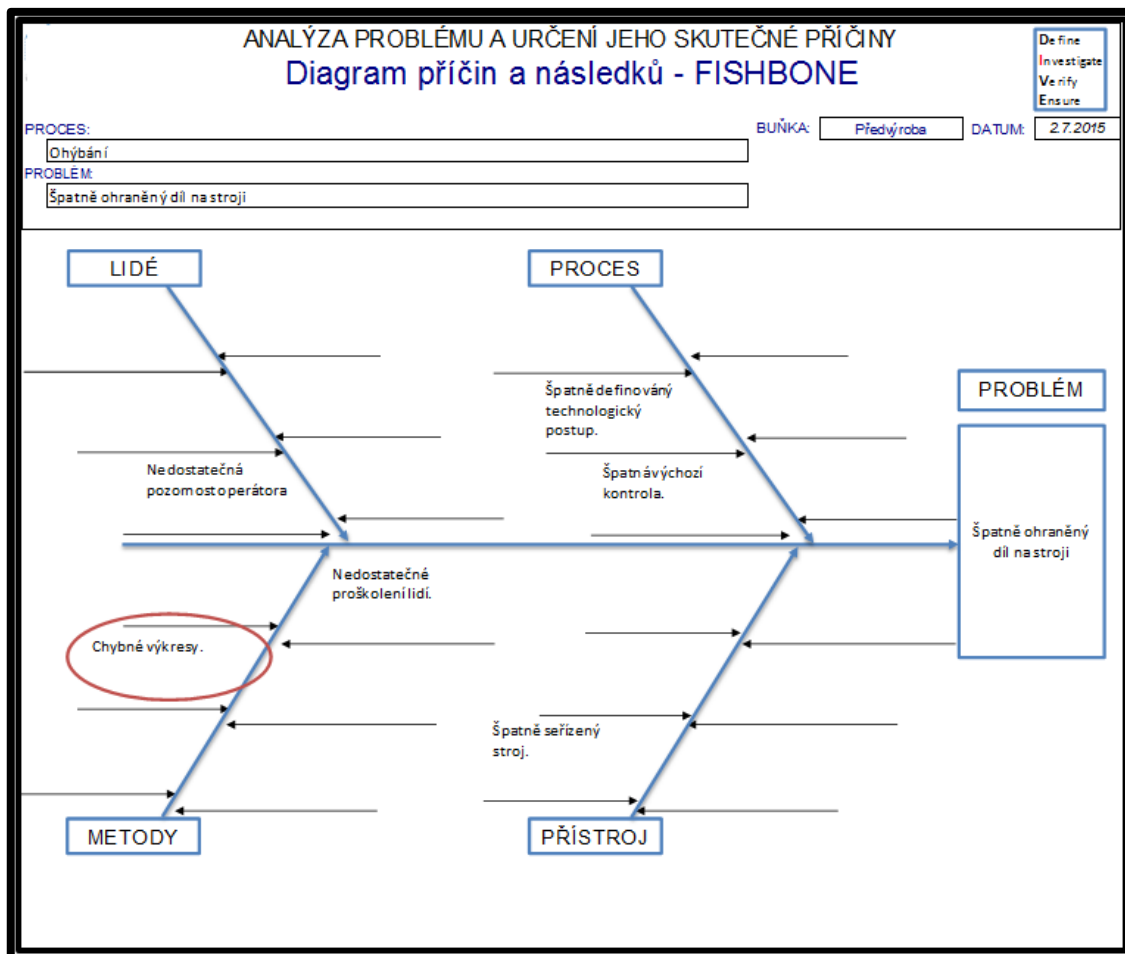 ANALÝZA PROBLÉMU A URČENÍ JEHO SKUTEČNÉ PŘÍČINY
Diagram příčin a následků - FISHBONE
Define
Investigate
Verify
Ensure
PROCES:
BUŇKA:
Předvýroba
DATUM:
2.7.2015
Ohýbání
PROBLÉM:
Špatně ohraněný díl na stroji
LIDÉ
PROCES
PROBLÉM
Špatně definováný
technologický
postup.
Nedostatečná
pozornost operátora
Špatná výchozí
kontrola.
Špatně ohraněný
díl na stroji
Nedostatečné
proškolení lidí.
Chybné výkresy.
Špatně seřízený
stroj.
METODY
PŘÍSTROJ